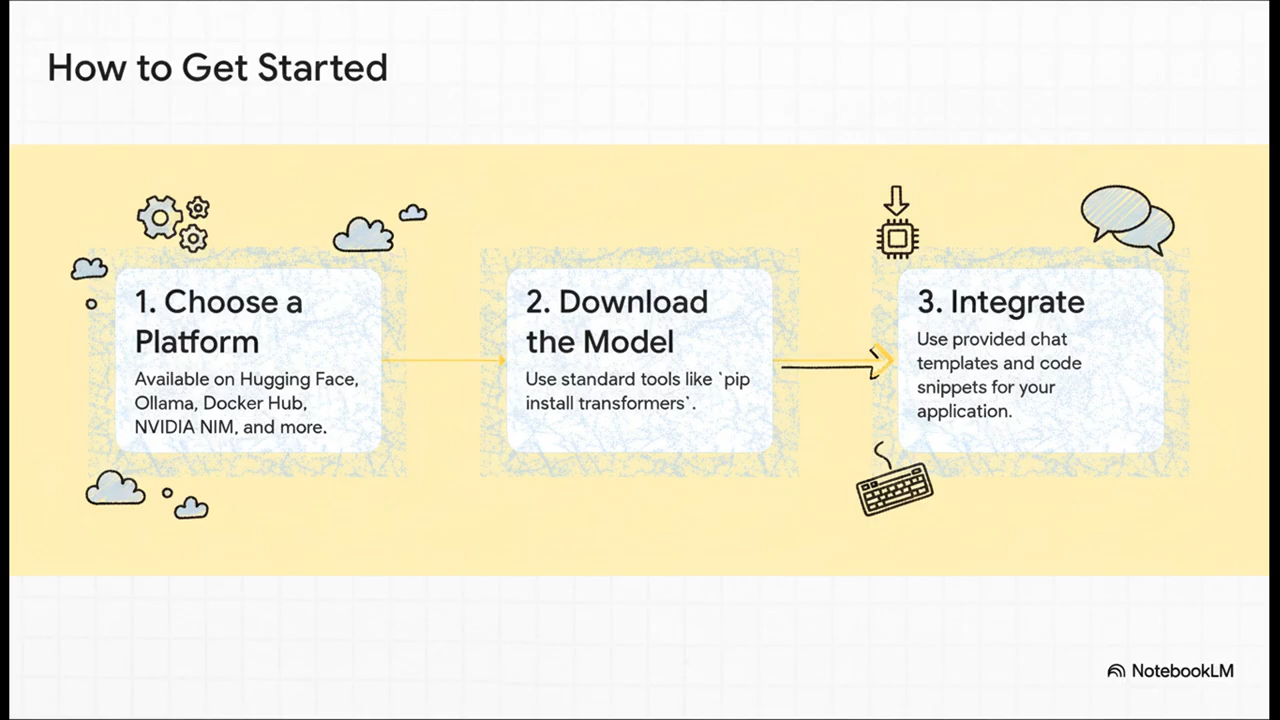 How to Get Started
1. Choose a
Platform
Available on Hugging Face,
Ollama, Docker Hub,
NVIDIA NIM, and more.
2. Download
the Model
Use standard tools like `pip
install transformers`.
3. Integrate
Use provided chat
templates and code
snippets for your
application.
NotebookLM